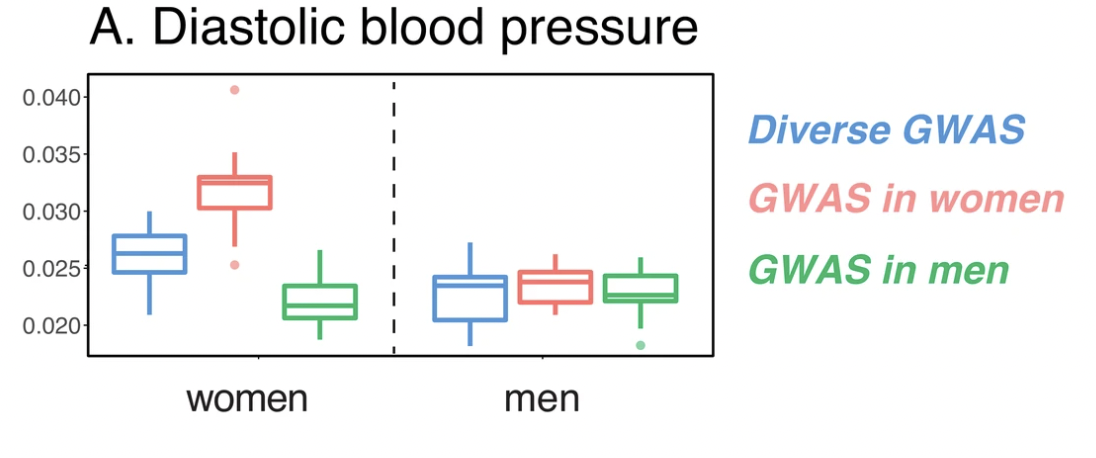 A. Diastolic blood pressure
0.040
0.035
0.030
0.025
0.020
women
men
Diverse GWAS
GWAS in women
GWAS in men